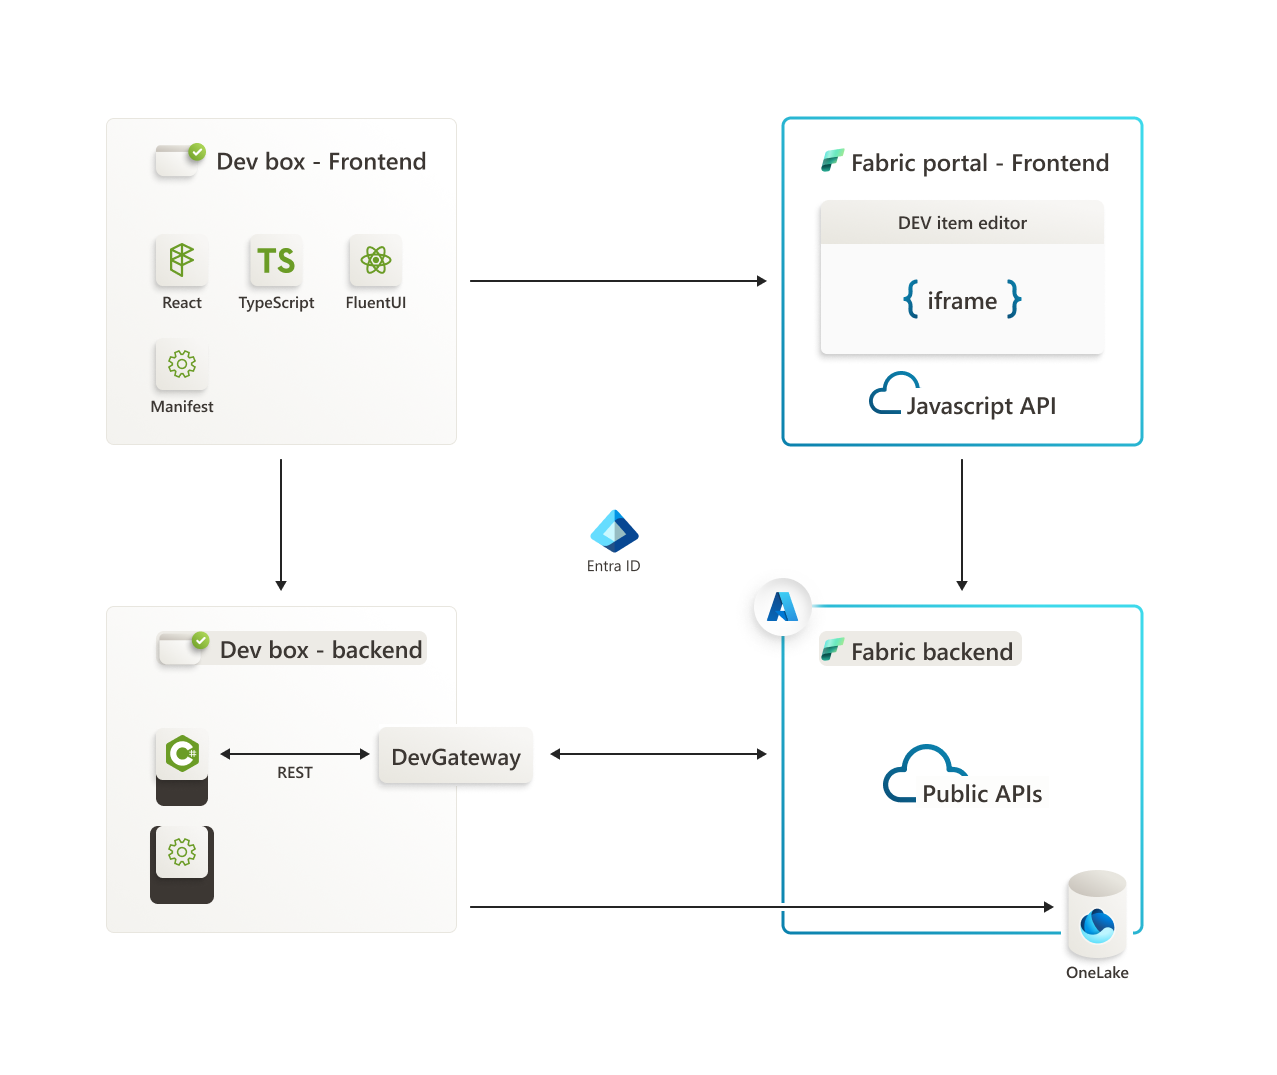 Dev box - Frontend
React
TypeScript
FluentUI
Manifest
Fabric portal - Frontend
DEV item editor
{ iframe }
Javascript API
Entra ID
Dev box - backend
C#
REST
DevGateway
Fabric backend
Public APIs
OneLake